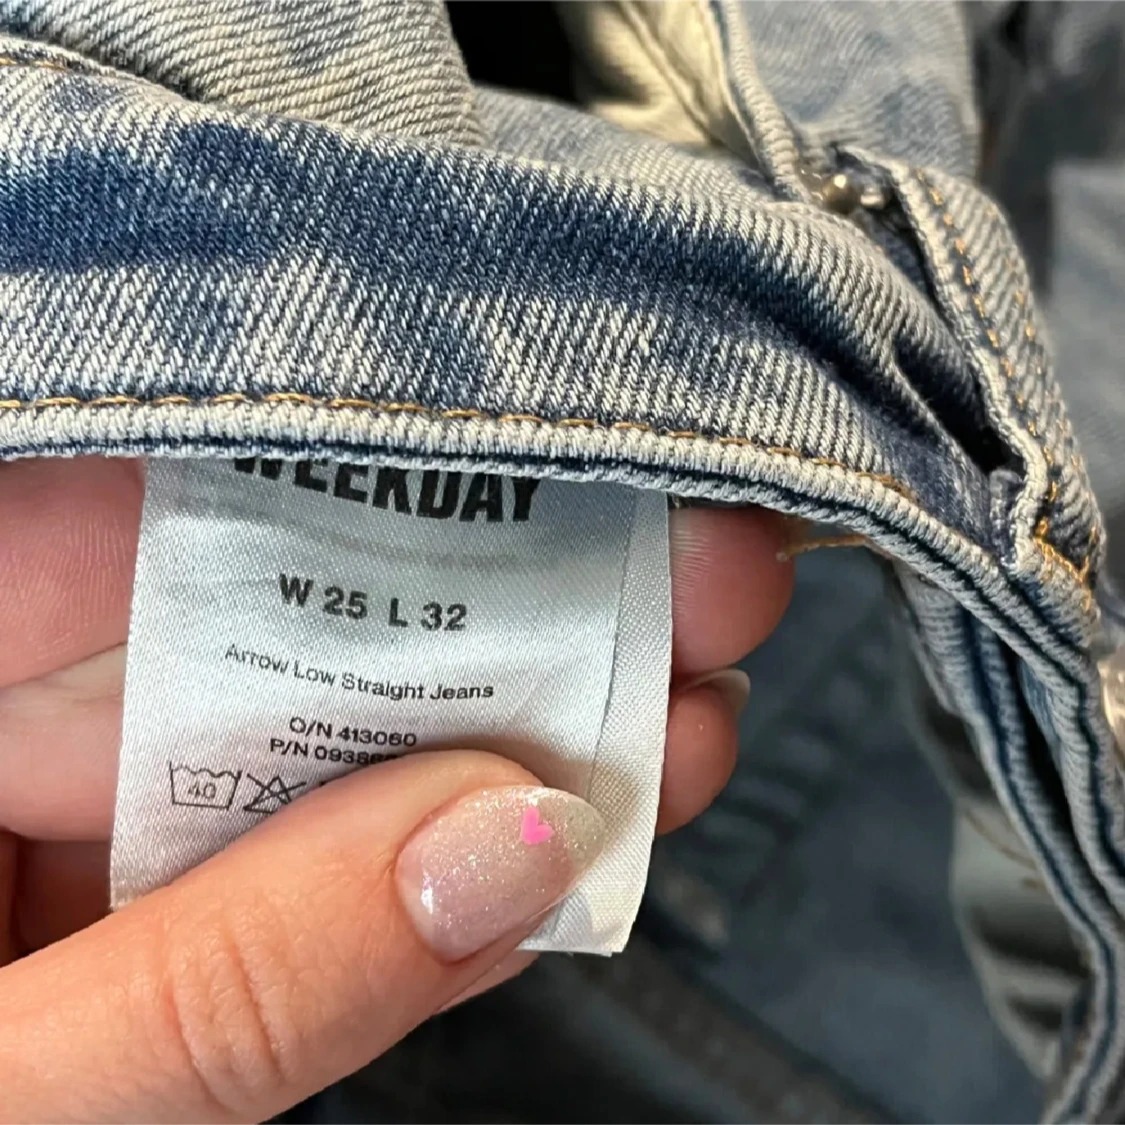 WEEKDAY
W 25 L 32
Arrow Low Straight Jeans
O/N 413060
P/N
40